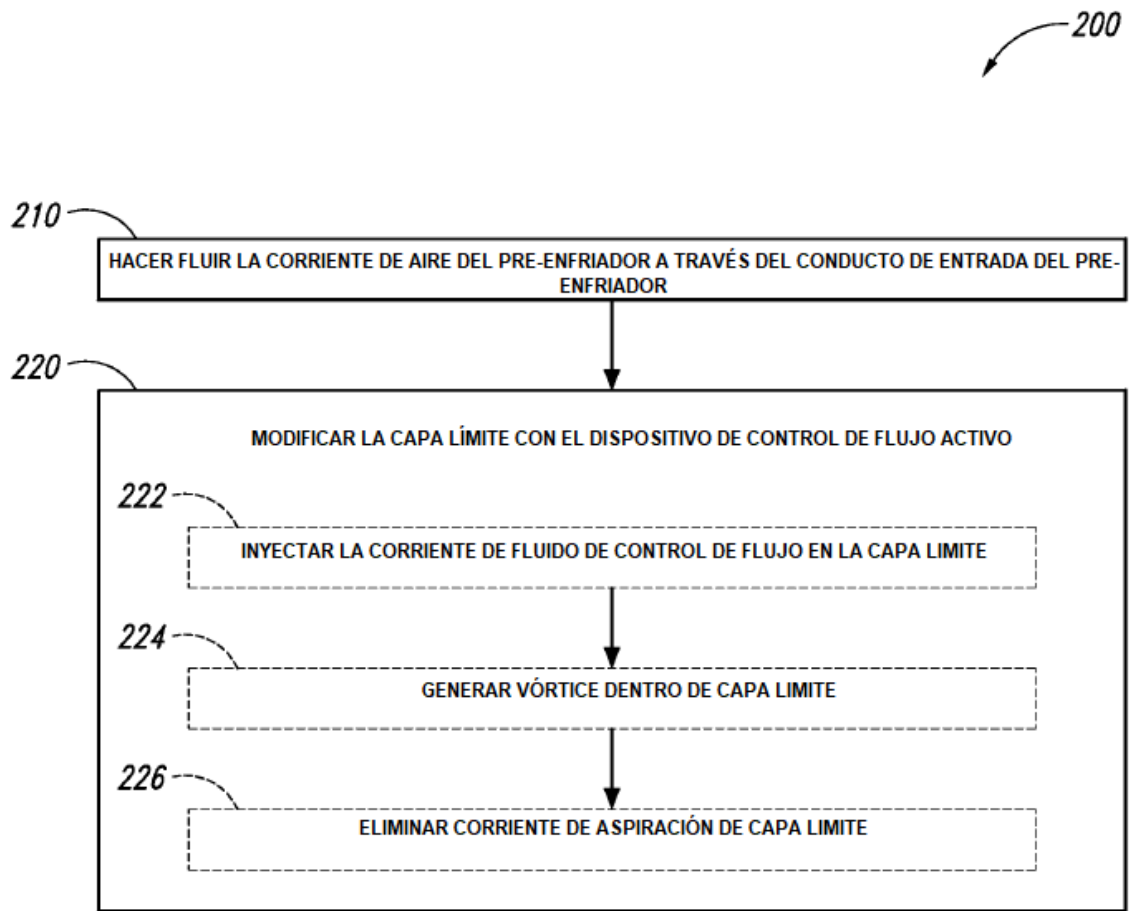 200
210
HACER FLUIR LA CORRIENTE DE AIRE DEL PRE-ENFRIADOR A TRAVÉS DEL CONDUCTO DE ENTRADA DEL PRE-
ENFRIADOR
220
MODIFICAR LA CAPA LÍMITE CON EL DISPOSITIVO DE CONTROL DE FLUJO ACTIVO
222
INYECTAR LA CORRIENTE DE FLUIDO DE CONTROL DE FLUJO EN LA CAPA LIMITE
224
GENERAR VÓRTICE DENTRO DE CAPA LIMITE
226
ELIMINAR CORRIENTE DE ASPIRACIÓN DE CAPA LIMITE